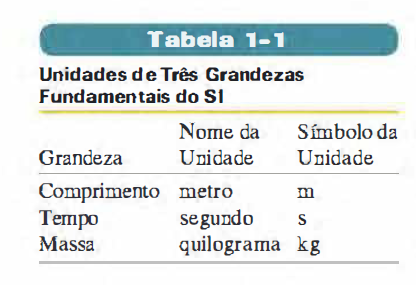 Tabela 1-1
Unidades de Três Grandezas
Fundamentais do SI
Nome da Símbolo da
Grandeza Unidade Unidade
Comprimento metro m
Tempo segundo s
Massa quilograma kg